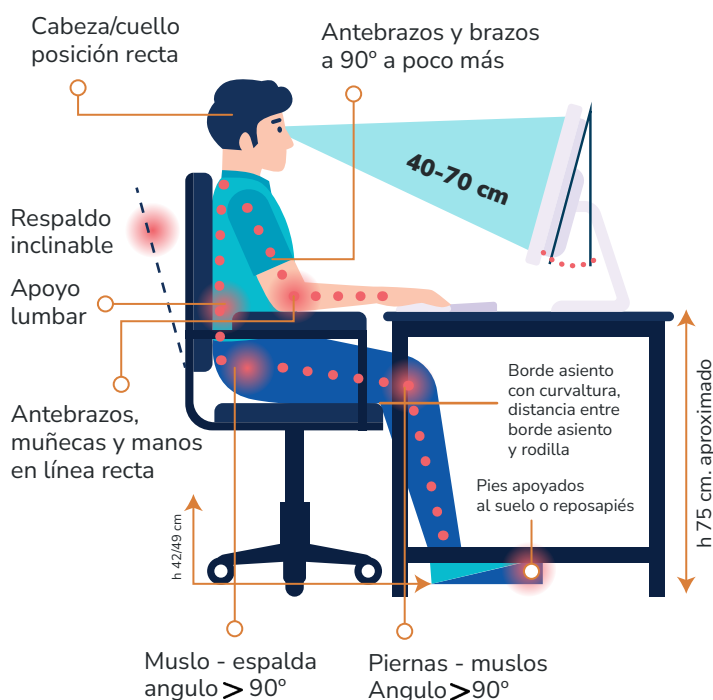 Cabeza/cuello
posición recta
Antebrazos y brazos
a 90º a poco más
40-70 cm
Respaldo
inclinable
Apoyo
lumbar
Antebrazos,
muñecas y manos
en línea recta
Borde asiento
con curvaltura,
distancia entre
borde asiento
y rodilla
Pies apoyados
al suelo o reposapiés
h 75 cm. aproximado
h 42/49 cm
Muslo - espalda
angulo > 90º
Piernas - muslos
Angulo > 90º